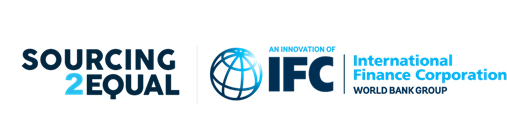 SOURCING
2EQUAL
AN INNOVATION OF
IFC
International
Finance Corporation
WORLD BANK GROUP